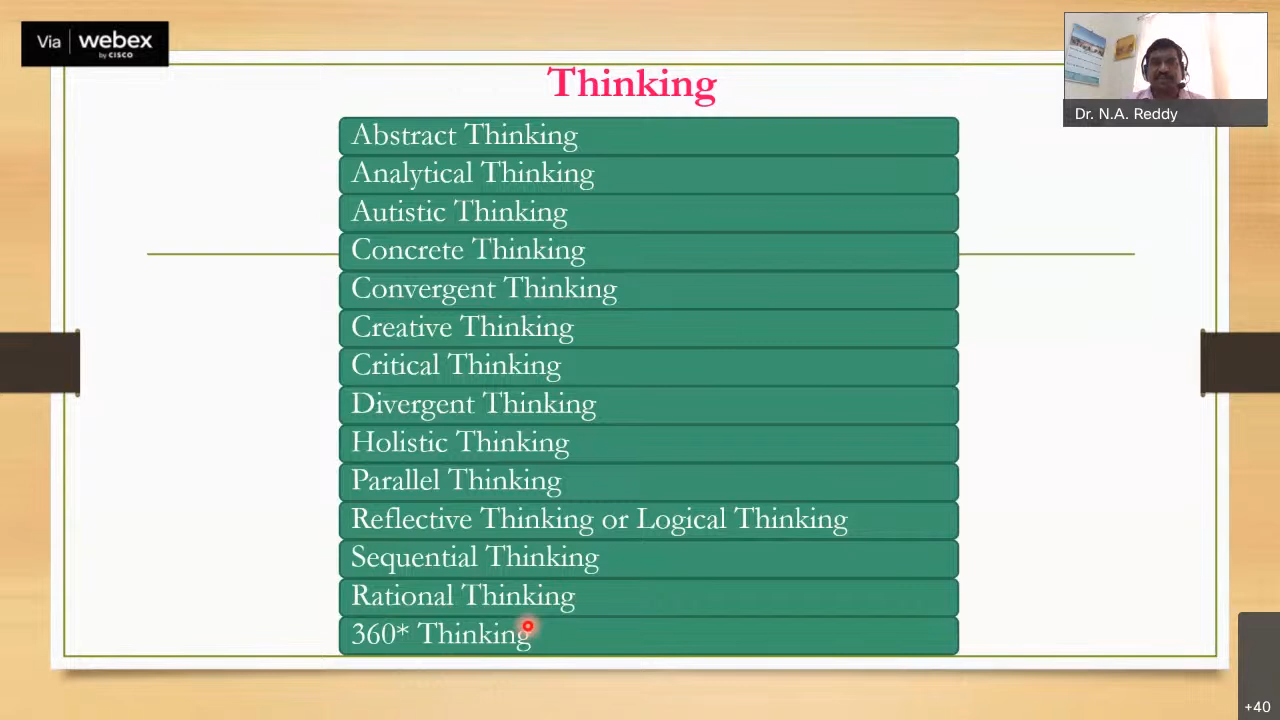 Via webex
by CISCO
Thinking
Dr. N.A. Reddy
Abstract Thinking
Analytical Thinking
Autistic Thinking
Concrete Thinking
Convergent Thinking
Creative Thinking
Critical Thinking
Divergent Thinking
Holistic Thinking
Parallel Thinking
Reflective Thinking or Logical Thinking
Sequential Thinking
Rational Thinking
360* Thinking
+40